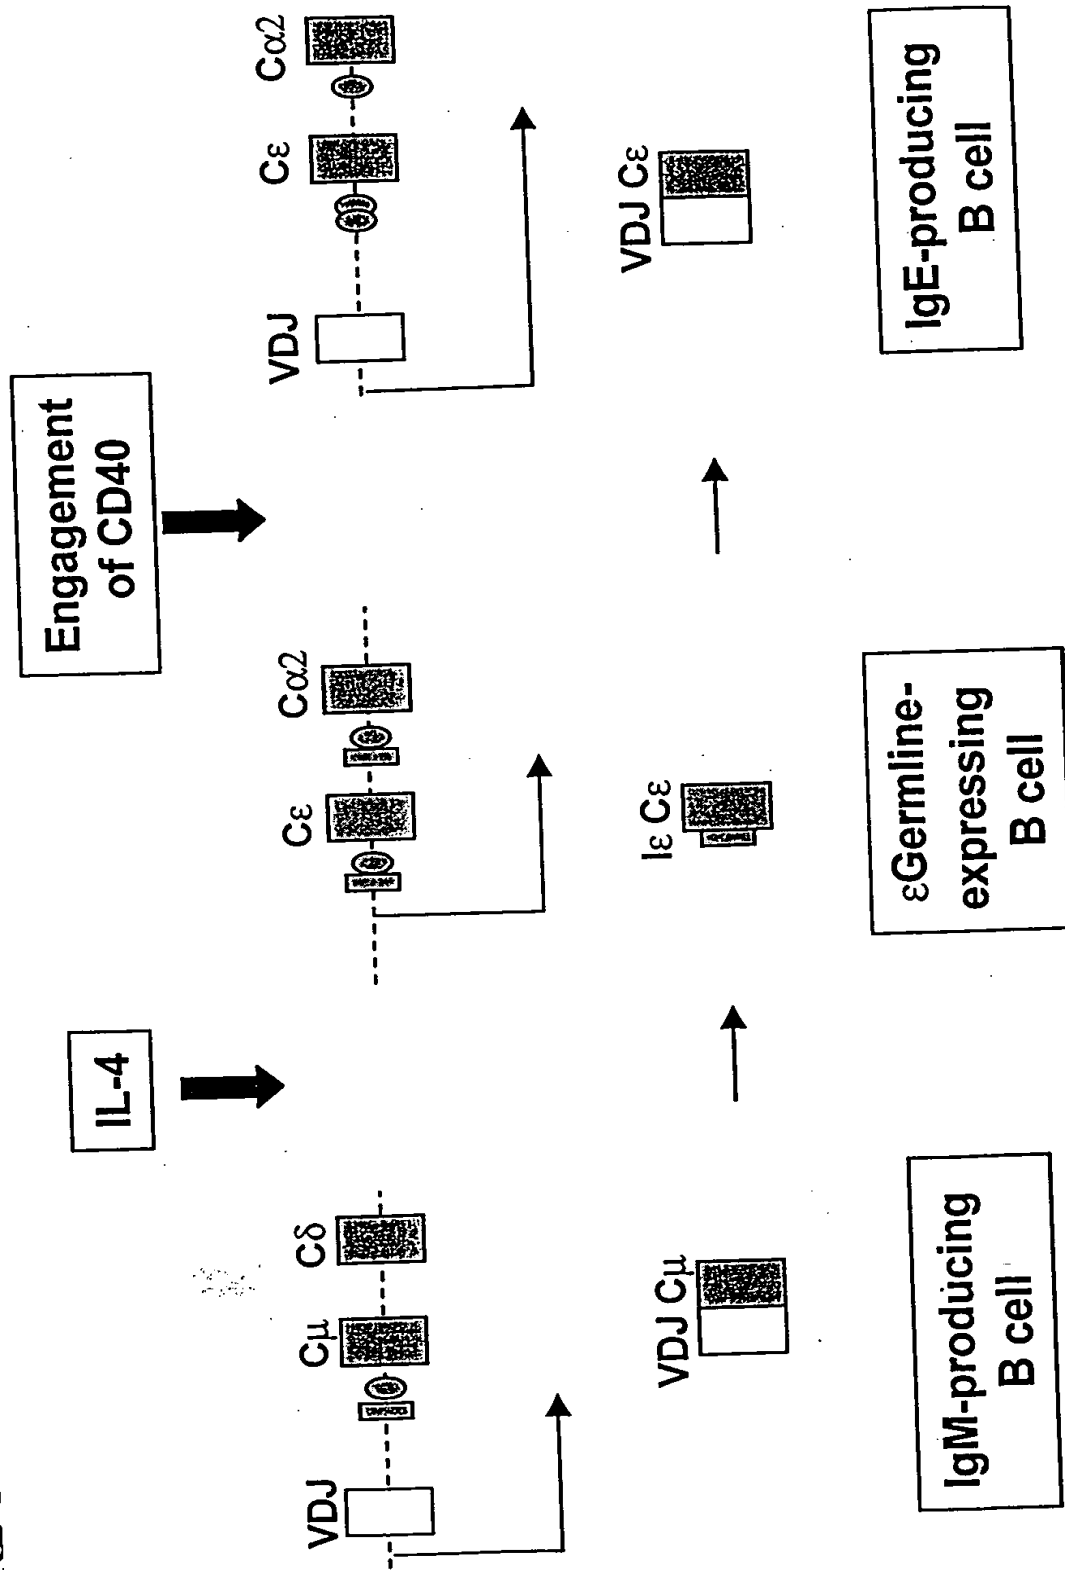 IL-4
Engagement
of CD40
VDJ
Cμ
Cδ
Cε
Cα2
VDJ
Cε
Cα2
VDJ Cμ
Iε Cε
VDJ Cε
IgM-producing
B cell
εGermline-
expressing
B cell
IgE-producing
B cell